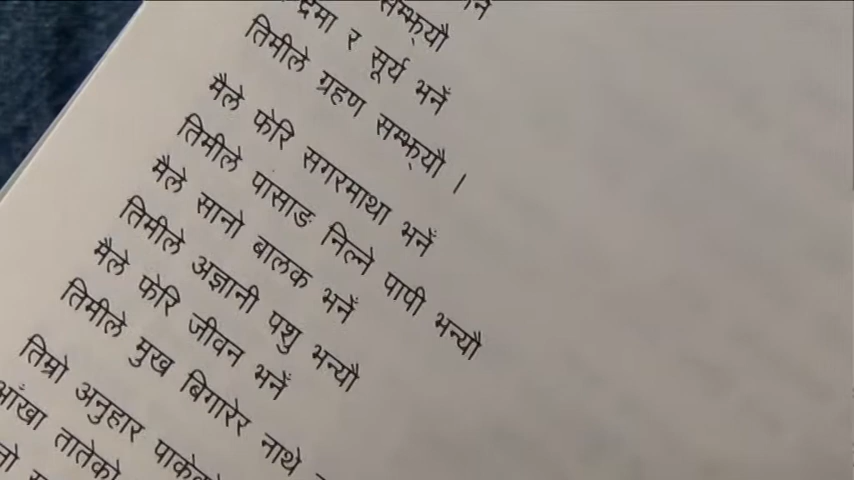 सम्झ्यौ
र सूर्य भनेँ
तिमीले ग्रहण सम्झ्यौ ।
मैले फेरि सगरमाथा भनेँ
तिमीले पासाङ निल्ने पापी भन्यौ
मैले सानो बालक भनेँ
तिमीले अज्ञानी पशु भन्यौ
मैले फेरि जीवन भनेँ
तिमीले मुख बिगारेर नाथे
तिम्रो अनुहार
आँखा तातेको